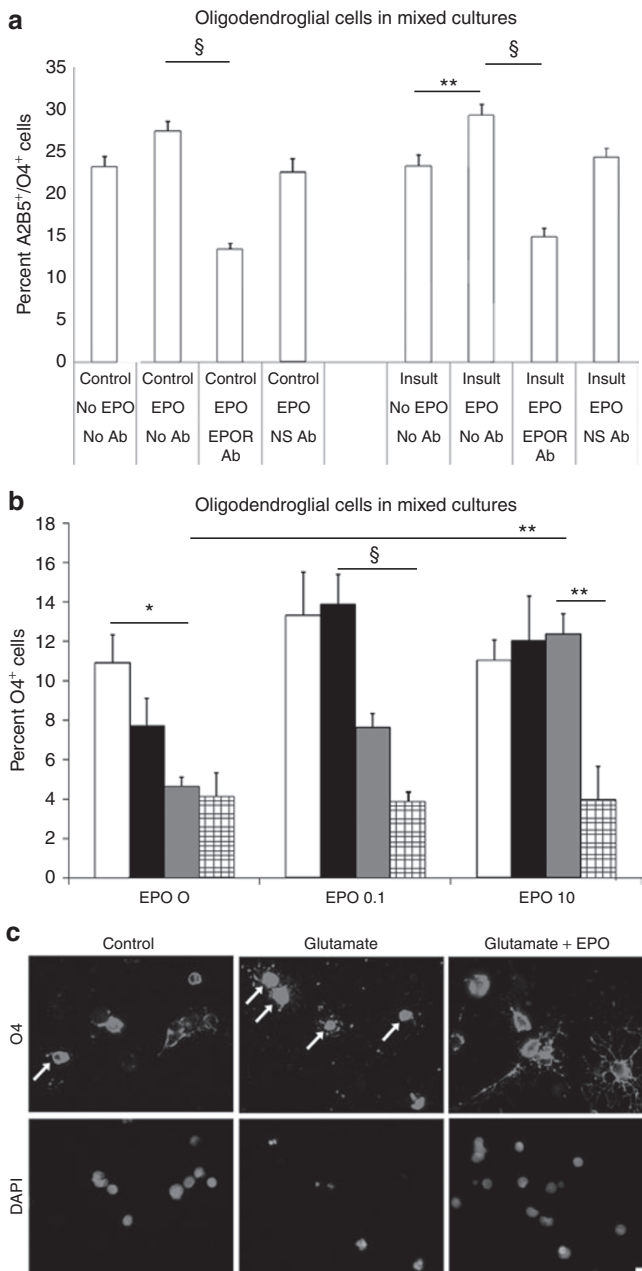 a
Oligodendroglial cells in mixed cultures
§
§
**
Percent A2B5+/O4+ cells
35
30
25
20
15
10
5
0
Control Control Control Control Insult Insult Insult Insult
No EPO EPO EPO EPO No EPO EPO EPO EPO
No Ab No Ab EPOR Ab NS Ab No Ab No Ab EPOR Ab NS Ab
b
Oligodendroglial cells in mixed cultures
Percent O4+ cells
18
16
14
12
10
8
6
4
2
0
**
§
**
*
EPO O EPO 0.1 EPO 10
c
Control Glutamate Glutamate + EPO
O4
DAPI